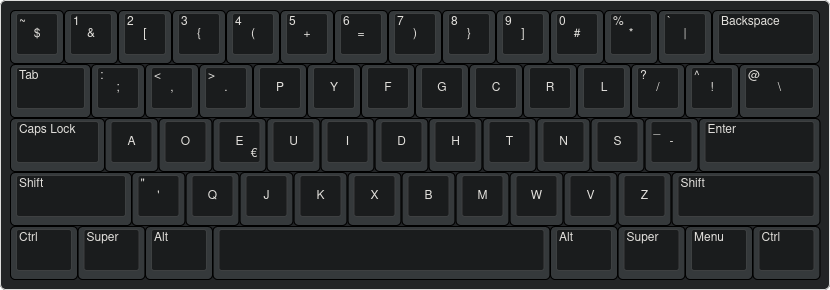 ~ $ 1 & 2 [ 3 { 4 ( 5 + 6 = 7 ) 8 } 9 ] 0 # % * ` | Backspace
Tab : ; < , > . P Y F G C R L ? / ^ ! @ \
Caps Lock A O E € U I D H T N S _ - Enter
Shift " ' Q J K X B M W V Z Shift
Ctrl Super Alt Alt Super Menu Ctrl